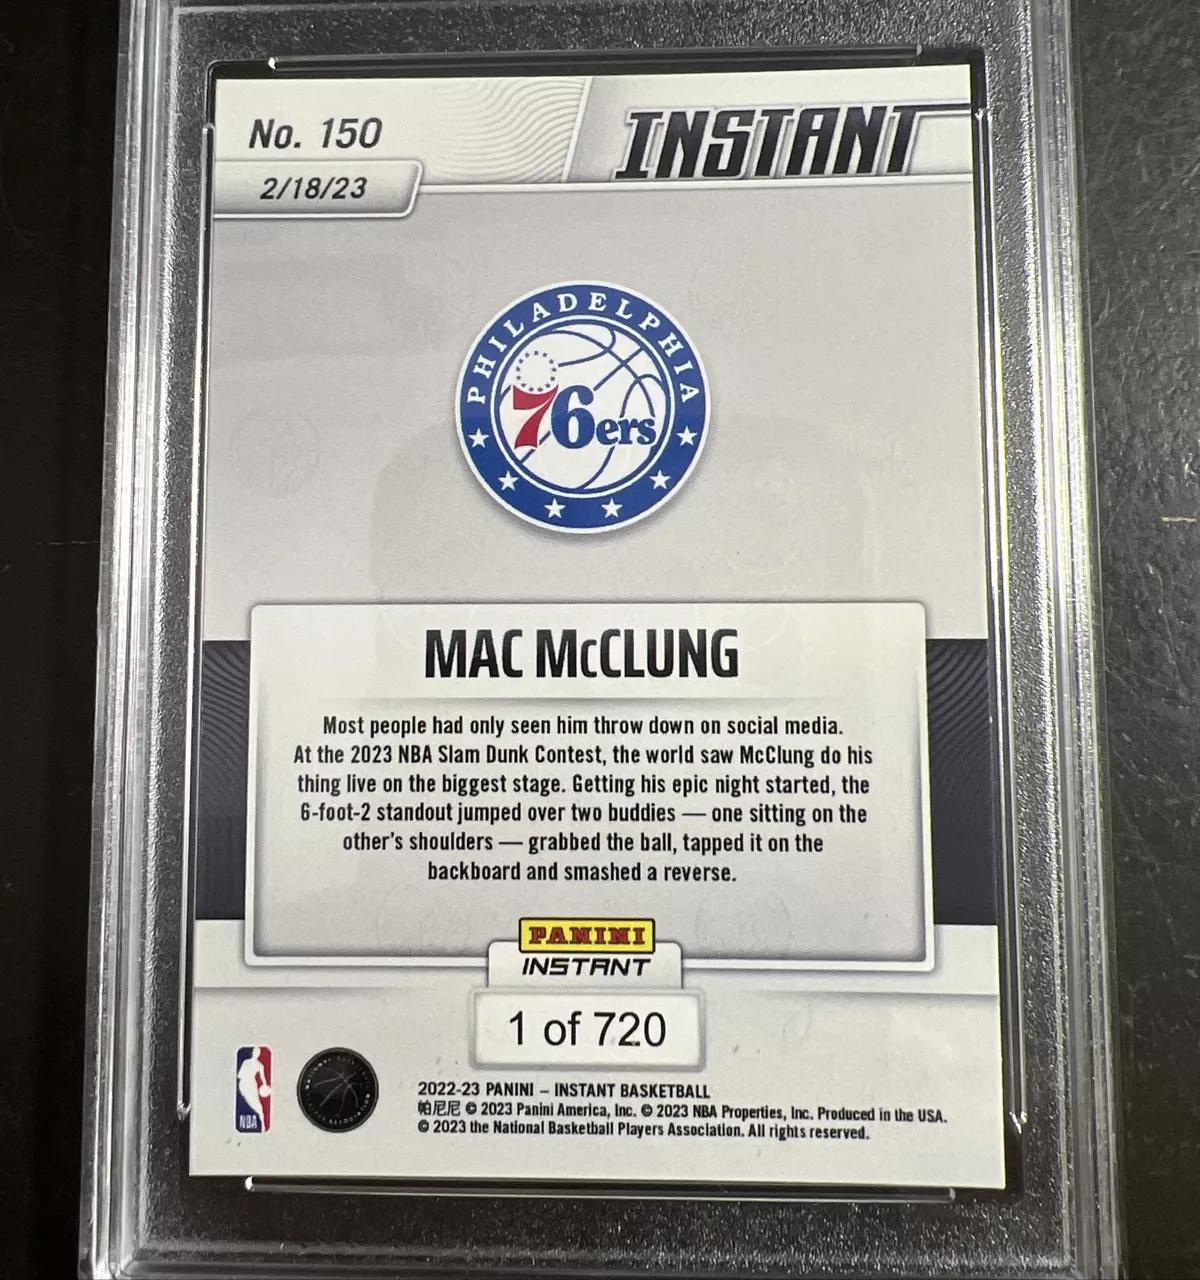 No. 150
INSTANT
2/18/23
PHILADELPHIA
76ers
MAC McCLUNG
Most people had only seen him throw down on social media.
At the 2023 NBA Slam Dunk Contest, the world saw McClung do his
thing live on the biggest stage. Getting his epic night started, the
6-foot-2 standout jumped over two buddies — one sitting on the
other's shoulders — grabbed the ball, tapped it on the
backboard and smashed a reverse.
PANINI
INSTANT
1 of 720
NBA
2022-23 PANINI – INSTANT BASKETBALL
帕尼尼 © 2023 Panini America, Inc. © 2023 NBA Properties, Inc. Produced in the USA.
© 2023 the National Basketball Players Association. All rights reserved.